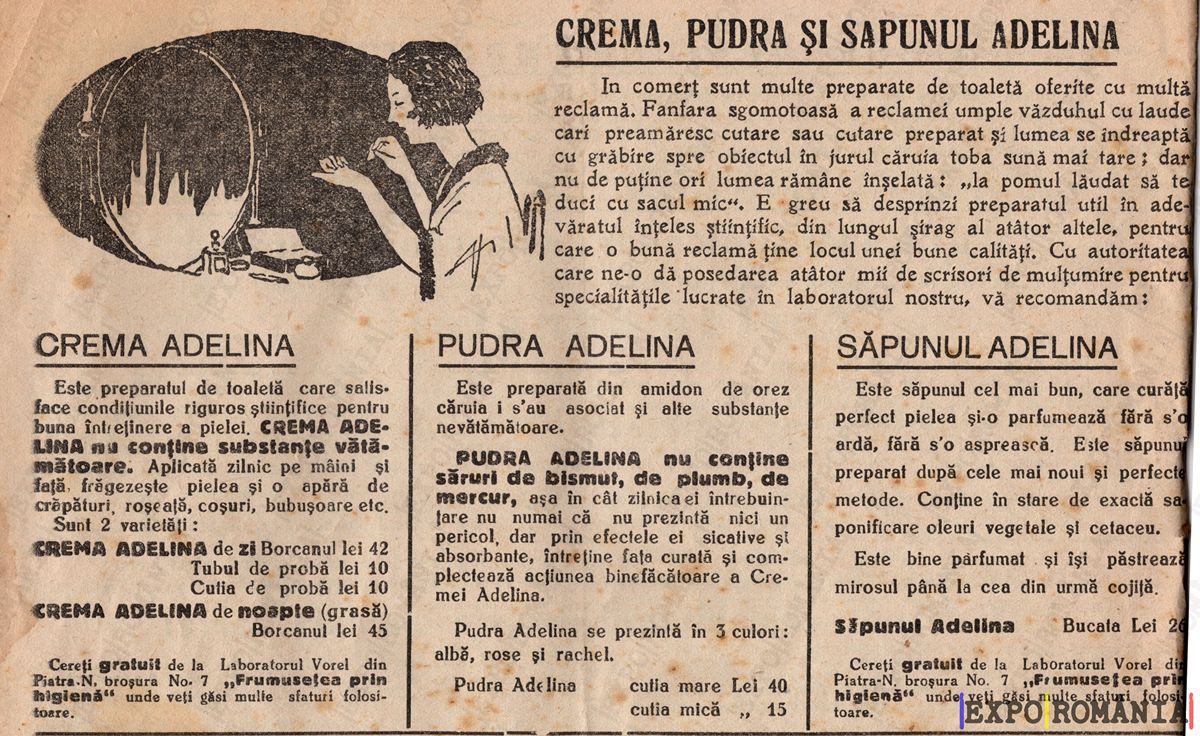 CREMA, PUDRA ŞI SAPUNUL ADELINA
In comerţ sunt multe preparate de toaletă oferite cu multă
reclamă. Fanfara sgomotoasă a reclamei umple văzduhul cu laude
cari preamăresc cutare sau cutare preparat şi lumea se îndreaptă
cu grăbire spre obiectul în jurul căruia toba sună mai tare; dar
nu de puţine ori lumea rămâne înşelată: „la pomul lăudat să te
duci cu sacul mic“. E greu să desprinzi preparatul util în ade-
văratul înţeles ştiinţific, din lungul şirag al atâtor altele, pentru
care o bună reclamă ţine locul unei bune calităţi. Cu autoritatea
care ne-o dă posedarea atâtor mii de scrisori de mulţumire pentru
specialităţile lucrate în laboratorul nostru, vă recomandăm:
CREMA ADELINA
Este preparatul de toaletă care satis-
face condiţiunile riguros ştiinţifice pentru
buna întreţinere a pielei. CREMA ADE-
LINA nu conţine substanţe vătă-
mătoare. Aplicată zilnic pe mâini şi
faţă, frăgezeşte pielea şi o apără de
crăpături, roşeaţă, coşuri, bubuşoare etc.
Sunt 2 varietăţi:
CREMA ADELINA de zi Borcanul lei 42
Tubul de probă lei 10
Cutia de probă lei 10
CREMA ADELINA de noapte (grasă)
Borcanul lei 45
Cereţi gratuit de la Laboratorul Vorel din
Piatra-N, broşura No. 7 „Frumuseţea prin
higienă“ unde veţi găsi multe sfaturi folosi-
toare.
PUDRA ADELINA
Este preparată din amidon de orez
căruia i s'au asociat şi alte substanţe
nevătămătoare.
PUDRA ADELINA nu conţine
săruri de bismut, de plumb, de
mercur, aşa în cât zilnica ei întrebuin-
ţare nu numai că nu prezintă nici un
pericol, dar prin efectele ei sicative şi
absorbante, întreţine faţa curată şi com-
plectează acţiunea binefăcătoare a Cre-
mei Adelina.
Pudra Adelina se prezintă în 3 culori:
albă, rose şi rachel.
Pudra Adelina cutia mare Lei 40
cutia mică „ 15
SĂPUNUL ADELINA
Este săpunul cel mai bun, care curăţă
perfect pielea şi-o parfumează fără s'o
ardă, fără s'o asprească. Este săpunul
preparat după cele mai noui şi perfecte
metode. Conţine în stare de exactă sa-
ponificare oleuri vegetale şi cetaceu.
Este bine parfumat şi îşi păstrează
mirosul până la cea din urmă cojiţă.
Săpunul Adelina Bucata Lei 26
Cereţi gratuit de la Laboratorul Vorel din
Piatra-N, broşura No. 7 „Frumuseţea prin
higienă“ unde veţi găsi multe sfaturi folosi-
toare.
EXPO ROMANIA